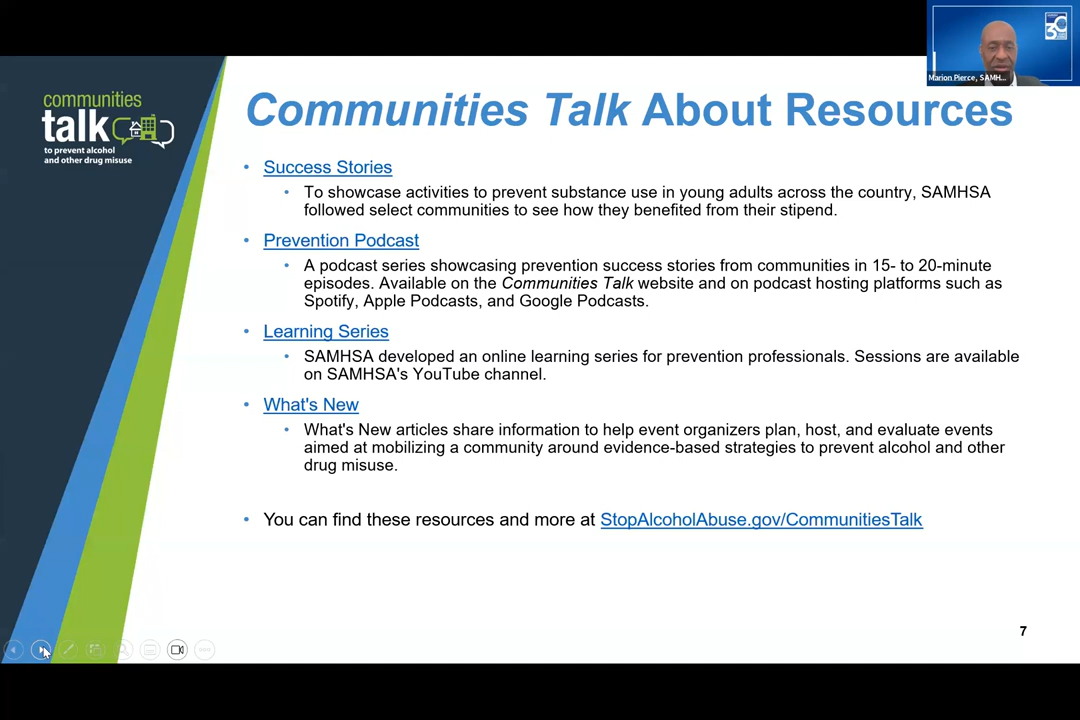 communities
talk
to prevent alcohol
and other drug misuse
Marion Pierce, SAMH...
Communities Talk About Resources
• Success Stories
• To showcase activities to prevent substance use in young adults across the country, SAMHSA
followed select communities to see how they benefited from their stipend.
• Prevention Podcast
• A podcast series showcasing prevention success stories from communities in 15- to 20-minute
episodes. Available on the Communities Talk website and on podcast hosting platforms such as
Spotify, Apple Podcasts, and Google Podcasts.
• Learning Series
• SAMHSA developed an online learning series for prevention professionals. Sessions are available
on SAMHSA's YouTube channel.
• What's New
• What's New articles share information to help event organizers plan, host, and evaluate events
aimed at mobilizing a community around evidence-based strategies to prevent alcohol and other
drug misuse.
• You can find these resources and more at StopAlcoholAbuse.gov/CommunitiesTalk
7